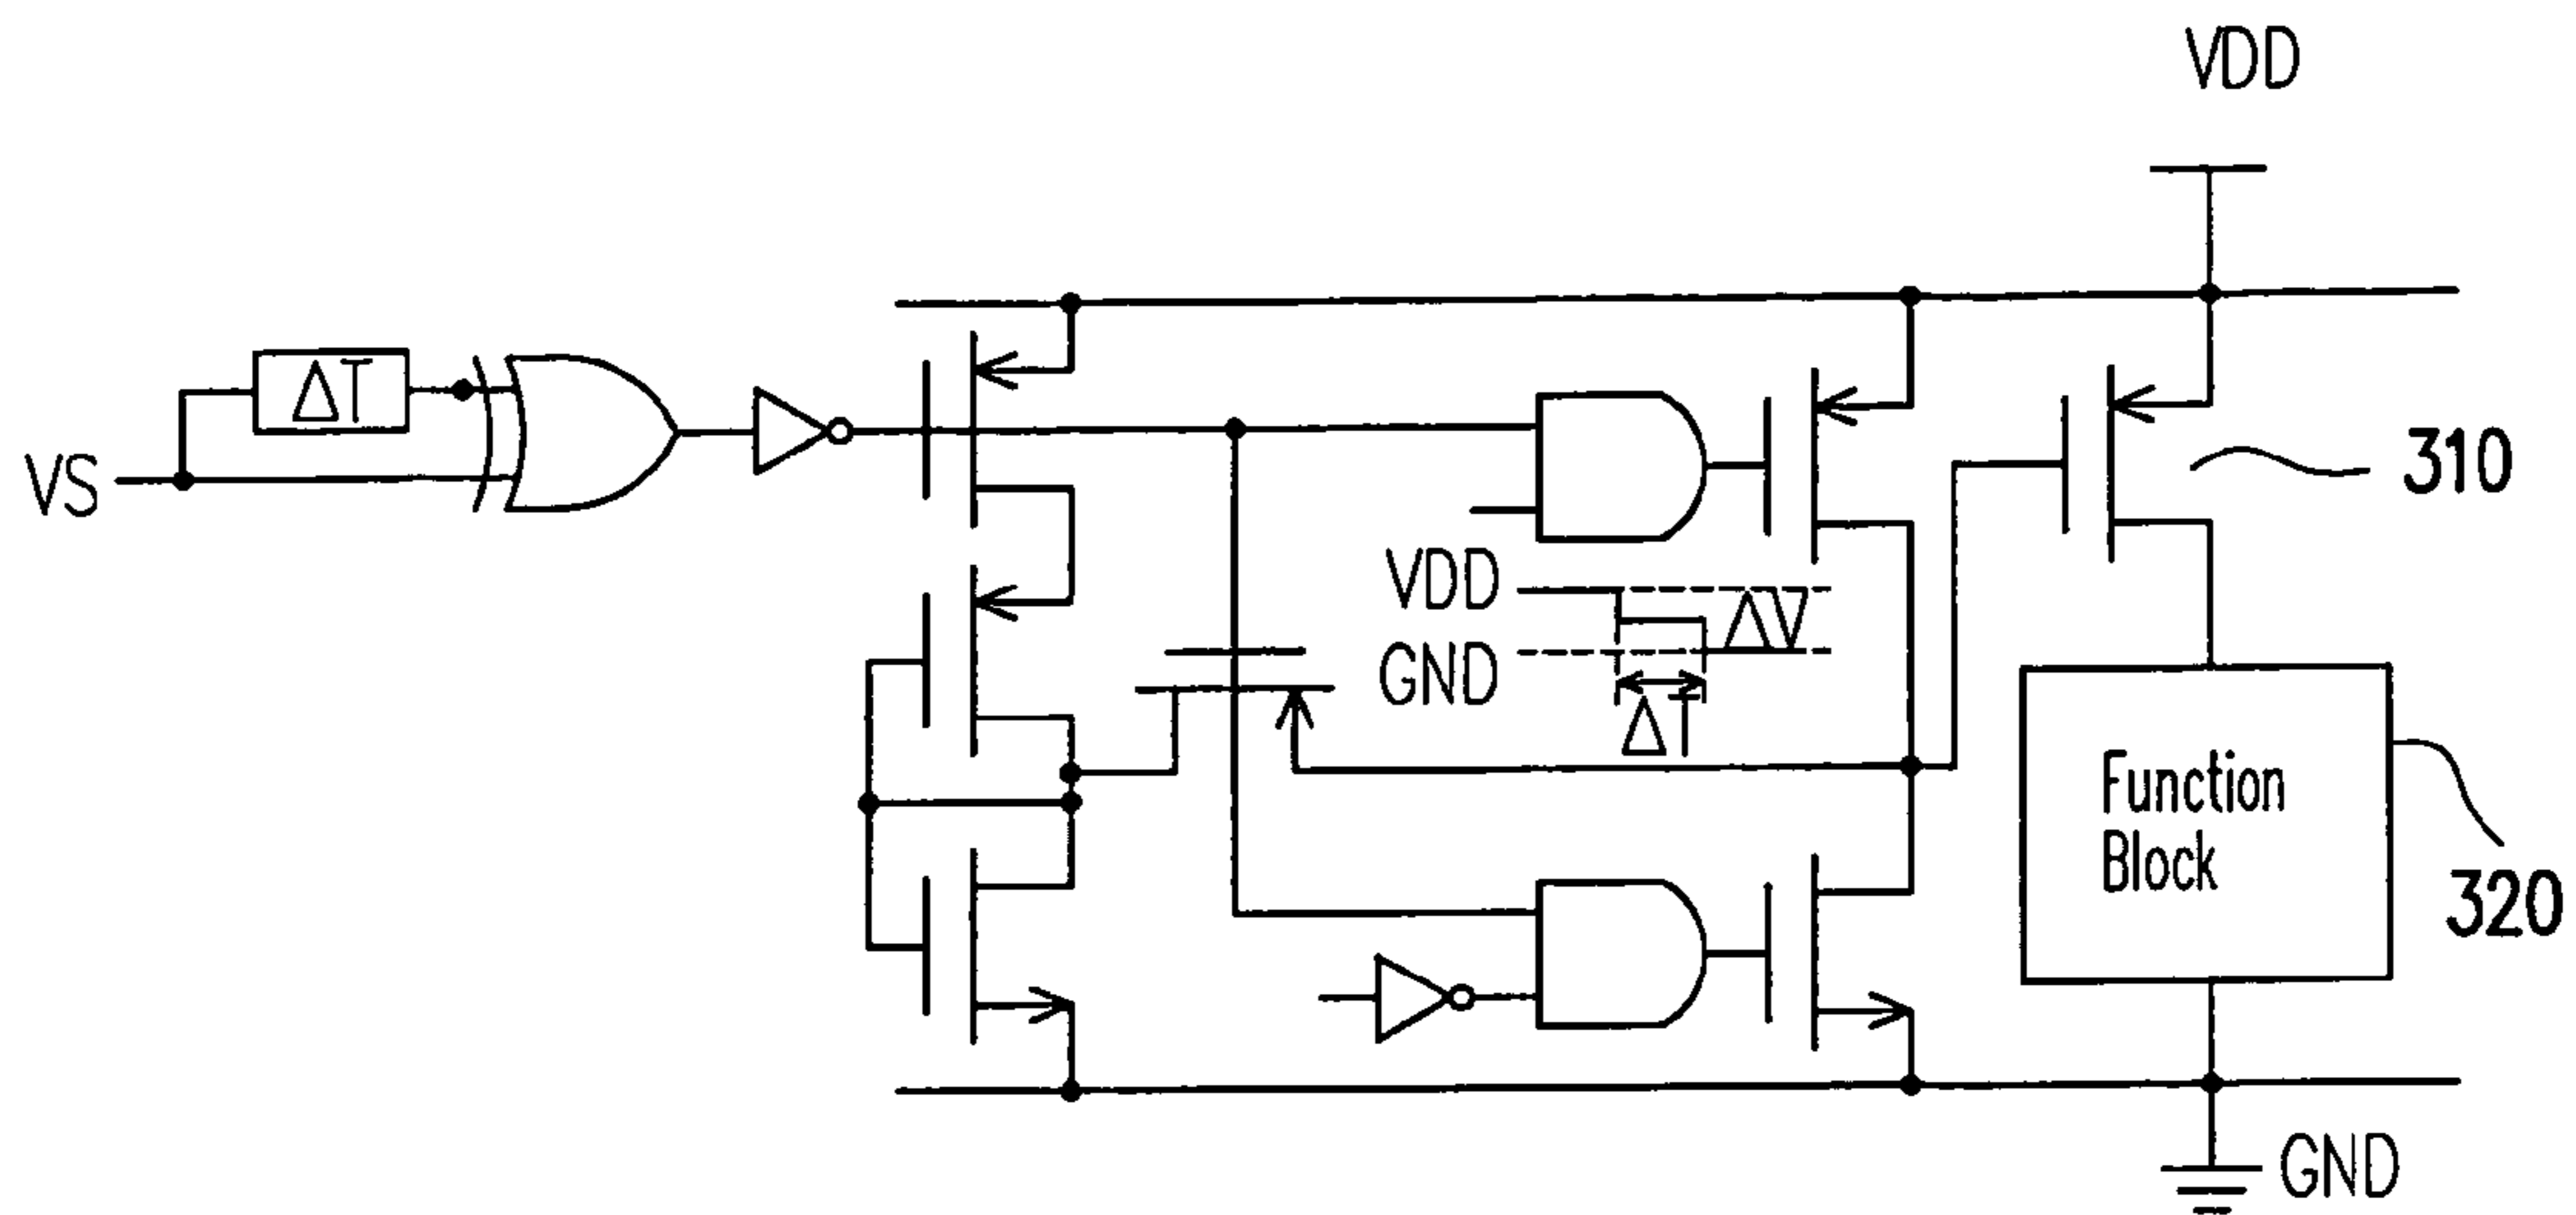 VDD
ΔT
VS
310
VDD
ΔV
GND
ΔT
Function
Block
320
GND